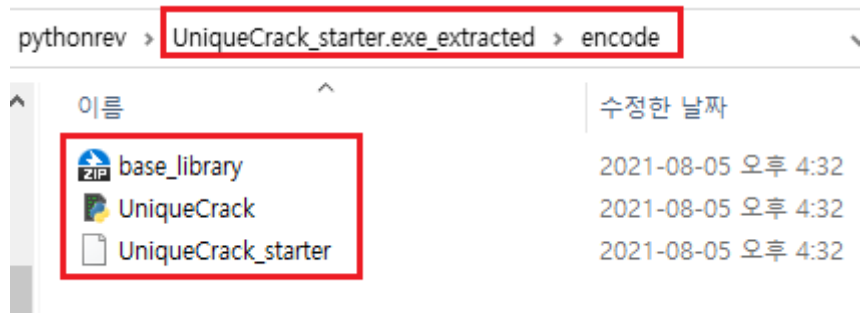 pythonrev > UniqueCrack_starter.exe_extracted > encode
이름 수정한 날짜
ZIP base_library 2021-08-05 오후 4:32
UniqueCrack 2021-08-05 오후 4:32
UniqueCrack_starter 2021-08-05 오후 4:32